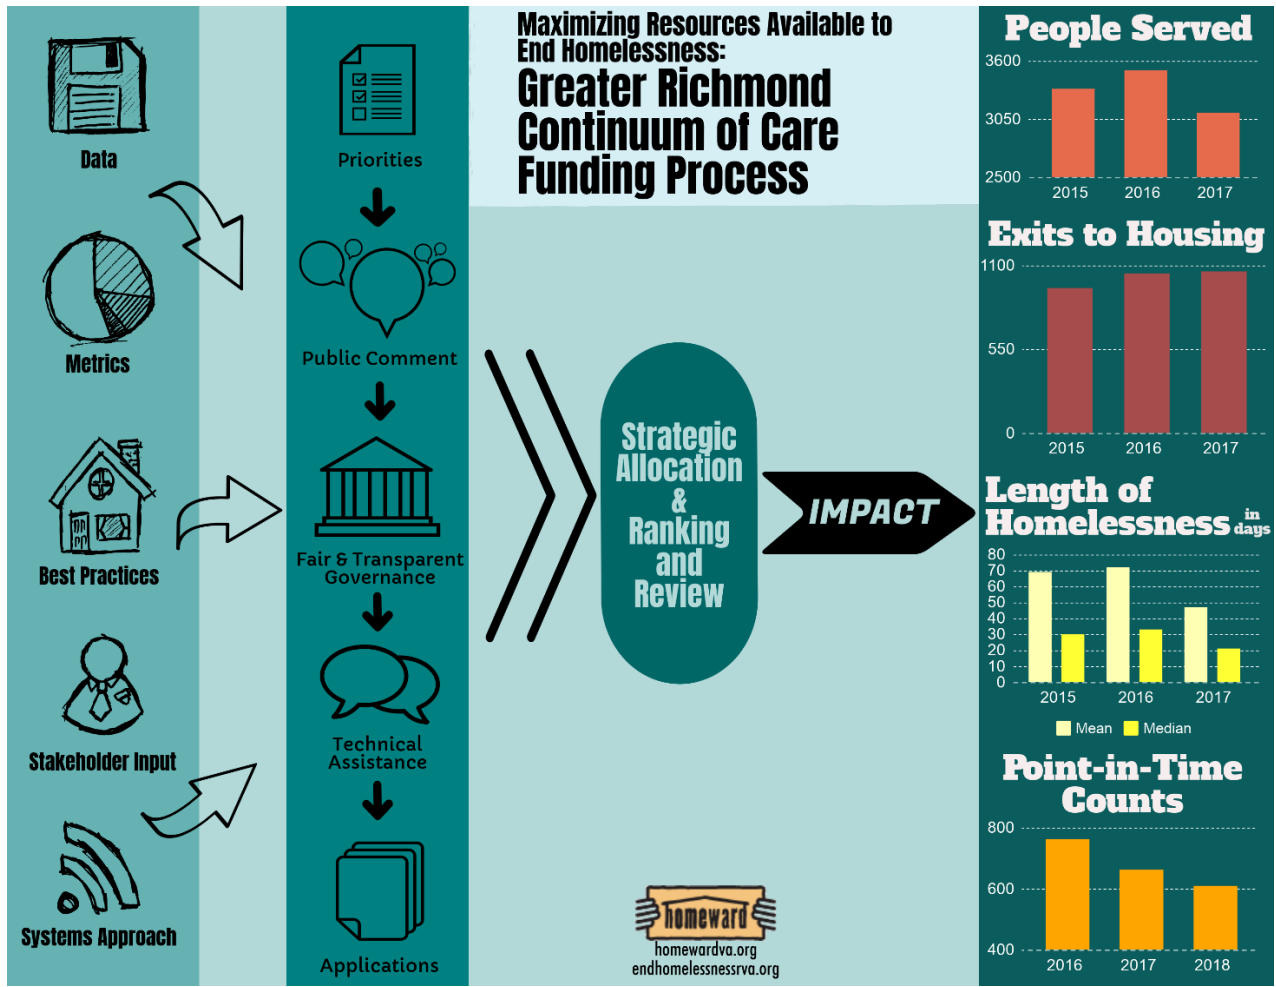 Data
Metrics
Best Practices
Stakeholder Input
Systems Approach
Priorities
Public Comment
Fair & Transparent
Governance
Technical
Assistance
Applications
Maximizing Resources Available to
End Homelessness:
Greater Richmond
Continuum of Care
Funding Process
Strategic
Allocation
&
Ranking
and
Review
IMPACT
homeward
homewardva.org
endhomelessnessrva.org
People Served
3600
3050
2500
2015 2016 2017
Exits to Housing
1100
550
0
2015 2016 2017
Length of
Homelessness in days
80
70
60
50
40
30
20
10
0
2015 2016 2017
Mean Median
Point-in-Time
Counts
800
600
400
2016 2017 2018